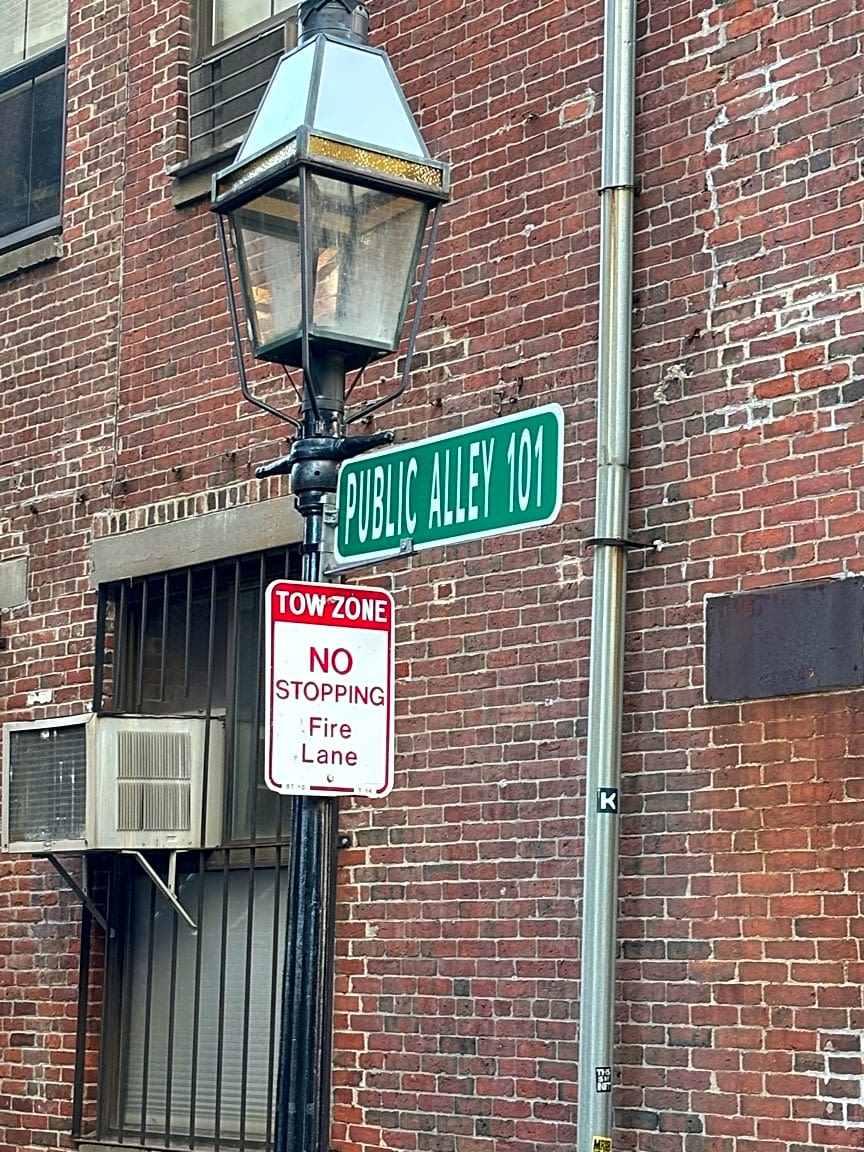 PUBLIC ALLEY 101
TOW ZONE
NO
STOPPING
Fire
Lane
K